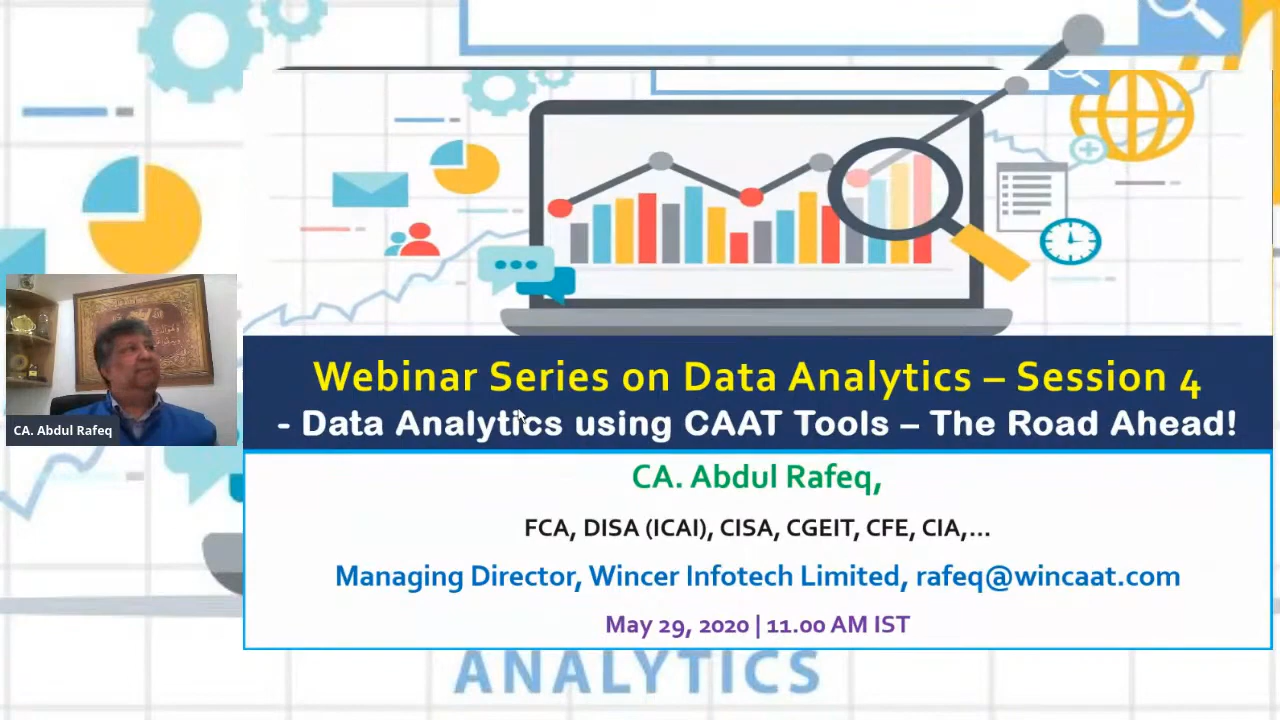 Webinar Series on Data Analytics – Session 4
- Data Analytics using CAAT Tools – The Road Ahead!
CA. Abdul Rafeq
CA. Abdul Rafeq,
FCA, DISA (ICAI), CISA, CGEIT, CFE, CIA,...
Managing Director, Wincer Infotech Limited, rafeq@wincaat.com
May 29, 2020 | 11.00 AM IST
ANALYTICS